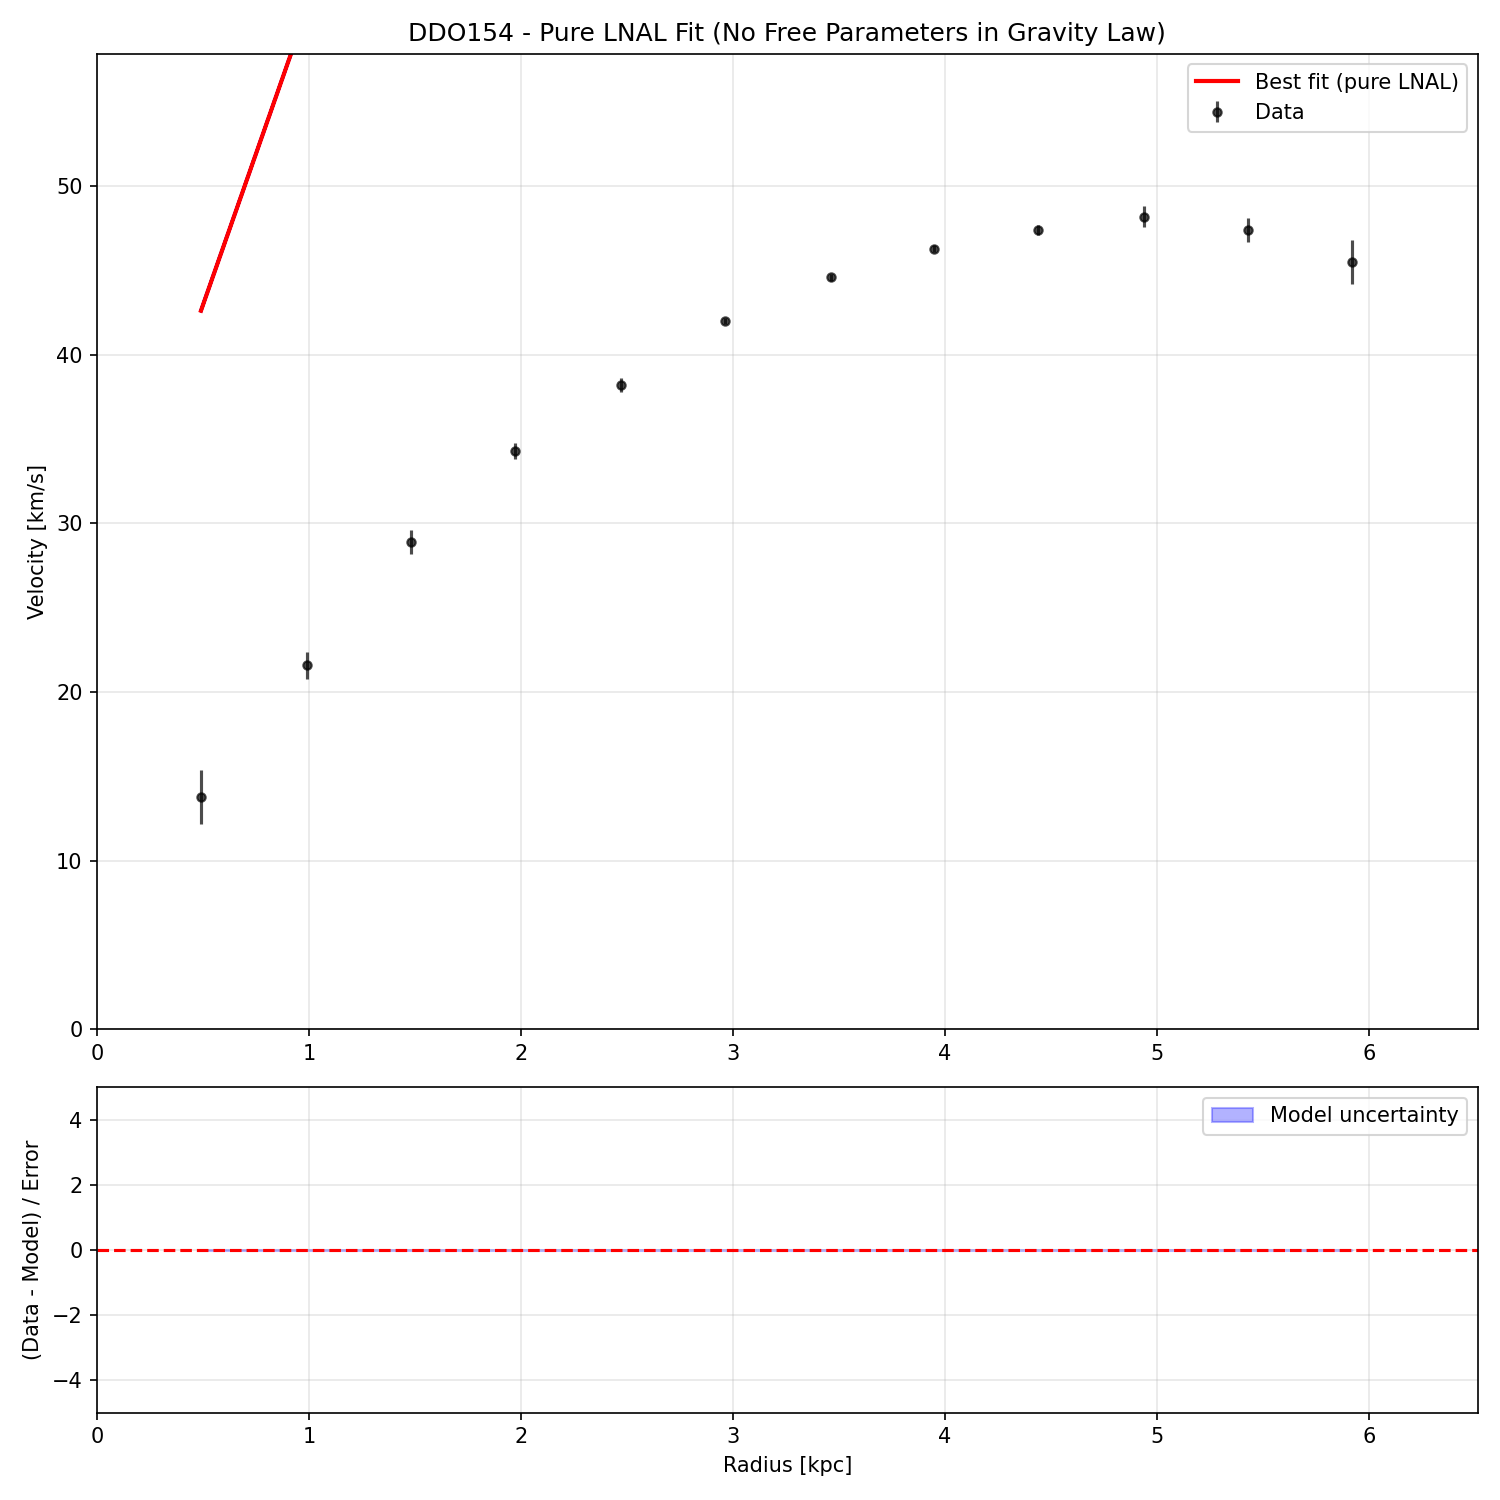 DDO154 - Pure LNAL Fit (No Free Parameters in Gravity Law)
Best fit (pure LNAL)
Data
Velocity [km/s]
50
40
30
20
10
0
0 1 2 3 4 5 6
Model uncertainty
(Data - Model) / Error
4
2
0
−2
−4
0 1 2 3 4 5 6
Radius [kpc]